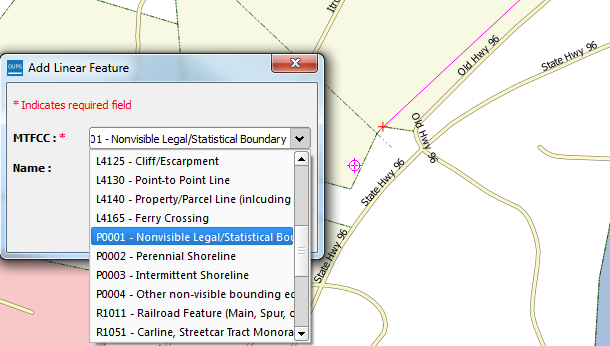 GUPS Add Linear Feature
* Indicates required field
MTFCC : * 01 - Nonvisible Legal/Statistical Boundary
Name :
L4125 - Cliff/Escarpment
L4130 - Point-to Point Line
L4140 - Property/Parcel Line (inlcuding
L4165 - Ferry Crossing
P0001 - Nonvisible Legal/Statistical Bou
P0002 - Perennial Shoreline
P0003 - Intermittent Shoreline
P0004 - Other non-visible bounding ed
R1011 - Railroad Feature (Main, Spur, o
R1051 - Carline, Streetcar Tract Monora
Old Hwy 96
State Hwy 96
Old Hwy 96
State Hwy 96
State Hwy 96